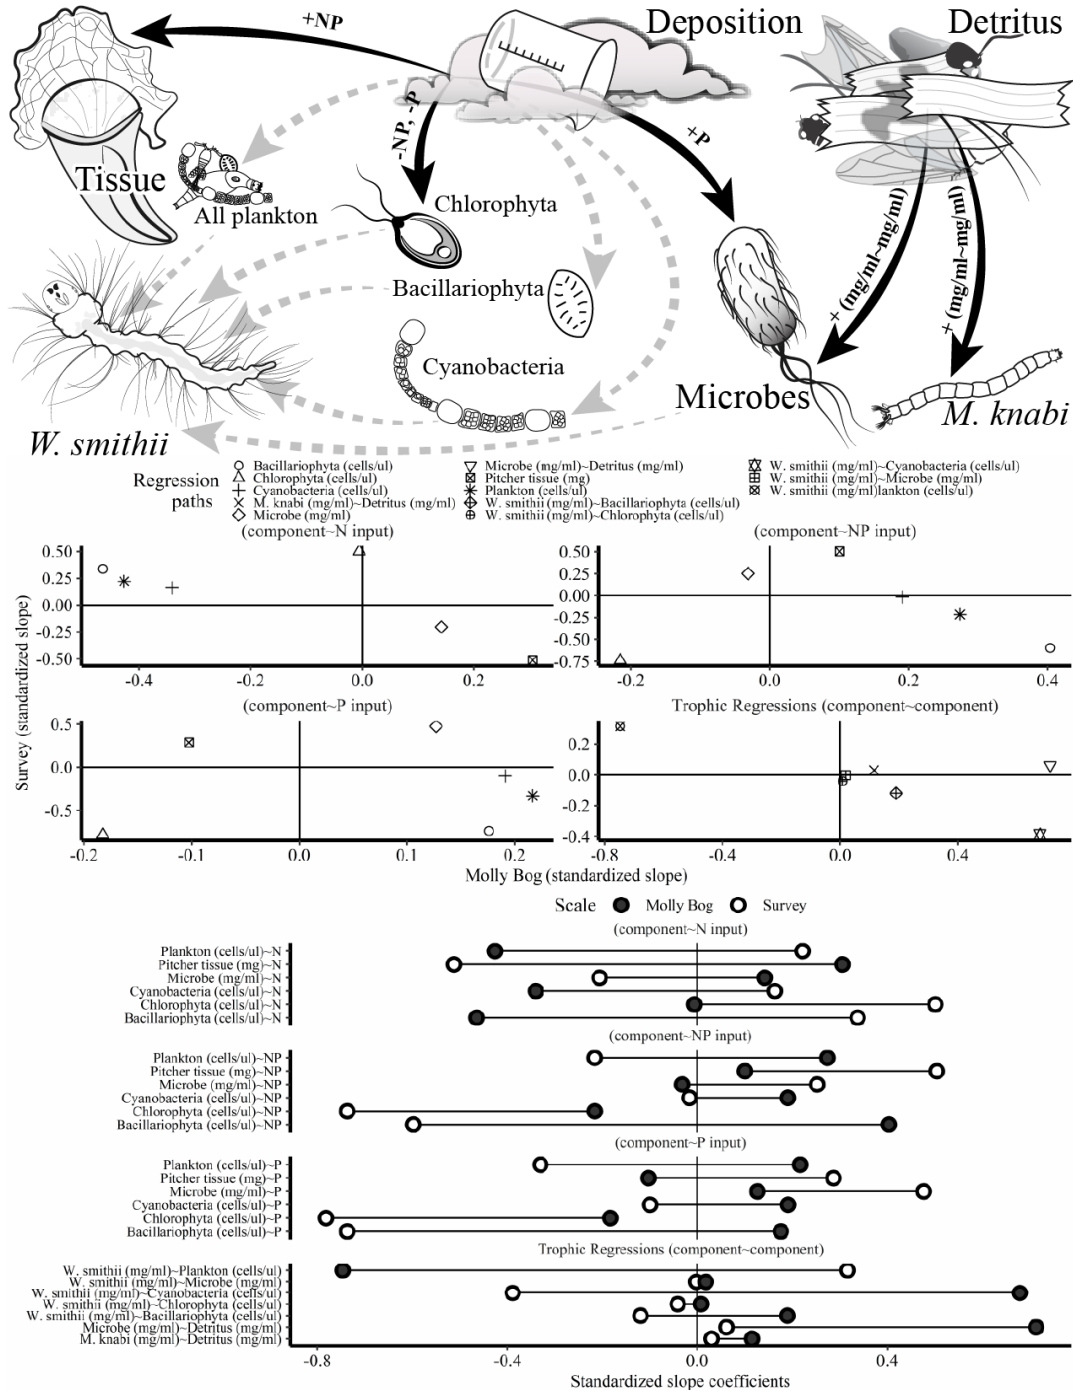 Deposition
Detritus
+NP
-NP, -P
+P
Tissue
All plankton
Chlorophyta
Bacillariophyta
Cyanobacteria
+ (mg/ml~mg/ml)
+ (mg/ml~mg/ml)
Microbes
M. knabi
W. smithii
Regression paths
Bacillariophyta (cells/ul)
Chlorophyta (cells/ul)
Cyanobacteria (cells/ul)
M. knabi (mg/ml)~Detritus (mg/ml)
Microbe (mg/ml)
Microbe (mg/ml)~Detritus (mg/ml)
Pitcher tissue (mg)
Plankton (cells/ul)
W. smithii (mg/ml)~Bacillariophyta (cells/ul)
W. smithii (mg/ml)~Chlorophyta (cells/ul)
W. smithii (mg/ml)~Cyanobacteria (cells/ul)
W. smithii (mg/ml)~Microbe (mg/ml)
W. smithii (mg/ml)lankton (cells/ul)
(component~N input)
0.50
0.25
0.00
-0.25
-0.50
-0.4 -0.2 0.0 0.2
(component~NP input)
0.50
0.25
0.00
-0.25
-0.50
-0.75
-0.2 0.0 0.2 0.4
Survey (standardized slope)
(component~P input)
0.5
0.0
-0.5
-0.2 -0.1 0.0 0.1 0.2
Trophic Regressions (component~component)
0.2
0.0
-0.2
-0.4
-0.8 -0.4 0.0 0.4
Molly Bog (standardized slope)
Scale Molly Bog Survey
(component~N input)
Plankton (cells/ul)~N
Pitcher tissue (mg)~N
Microbe (mg/ml)~N
Cyanobacteria (cells/ul)~N
Chlorophyta (cells/ul)~N
Bacillariophyta (cells/ul)~N
(component~NP input)
Plankton (cells/ul)~NP
Pitcher tissue (mg)~NP
Microbe (mg/ml)~NP
Cyanobacteria (cells/ul)~NP
Chlorophyta (cells/ul)~NP
Bacillariophyta (cells/ul)~NP
(component~P input)
Plankton (cells/ul)~P
Pitcher tissue (mg)~P
Microbe (mg/ml)~P
Cyanobacteria (cells/ul)~P
Chlorophyta (cells/ul)~P
Bacillariophyta (cells/ul)~P
Trophic Regressions (component~component)
W. smithii (mg/ml)~Plankton (cells/ul)
W. smithii (mg/ml)~Microbe (mg/ml)
W. smithii (mg/ml)~Cyanobacteria (cells/ul)
W. smithii (mg/ml)~Chlorophyta (cells/ul)
W. smithii (mg/ml)~Bacillariophyta (cells/ul)
Microbe (mg/ml)~Detritus (mg/ml)
M. knabi (mg/ml)~Detritus (mg/ml)
-0.8 -0.4 0.0 0.4
Standardized slope coefficients